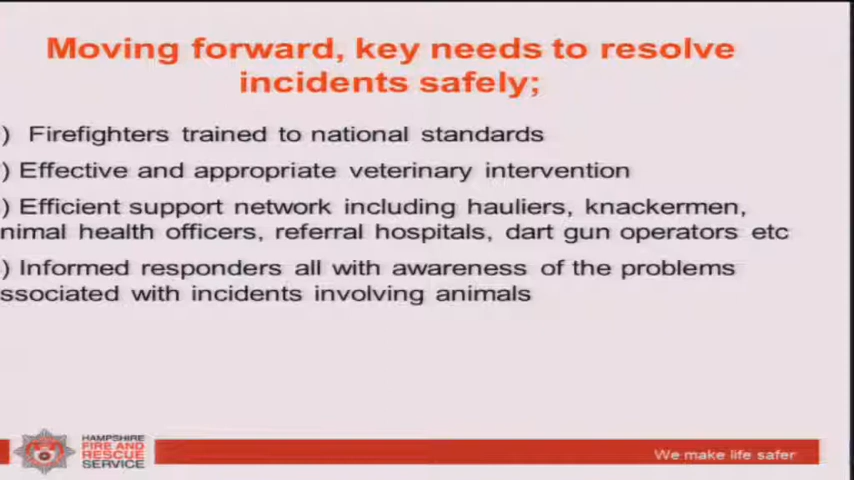 Moving forward, key needs to resolve
incidents safely;
) Firefighters trained to national standards
) Effective and appropriate veterinary intervention
) Efficient support network including hauliers, knackermen,
nimal health officers, referral hospitals, dart gun operators etc
) Informed responders all with awareness of the problems
ssociated with incidents involving animals
HAMPSHIRE
FIRE AND
RESCUE
SERVICE
We make life safer